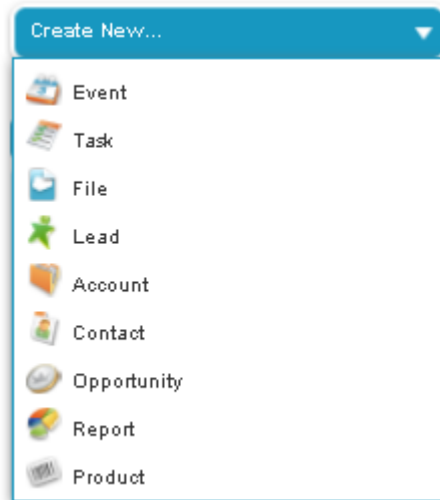 Create New...
Event
Task
File
Lead
Account
Contact
Opportunity
Report
Product